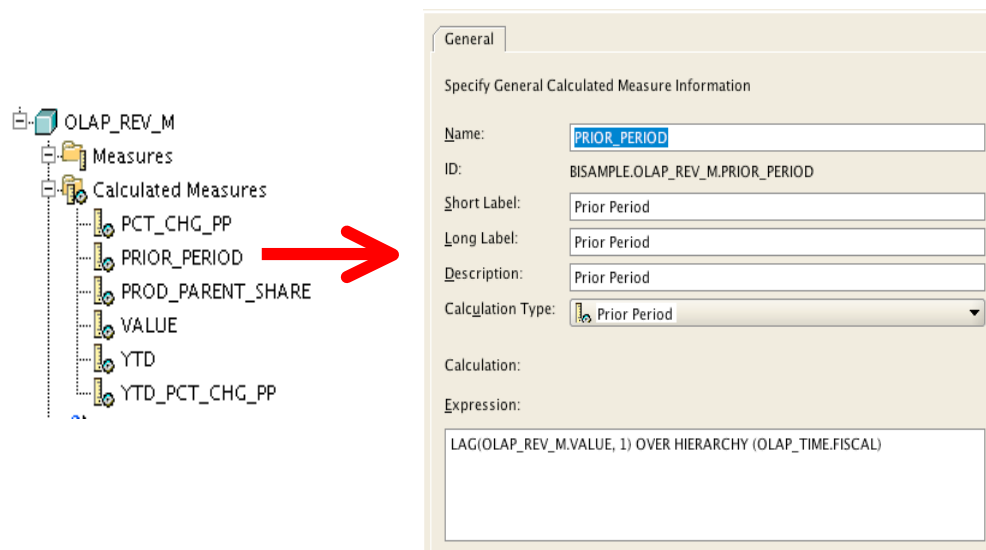 OLAP_REV_M
Measures
Calculated Measures
PCT_CHG_PP
PRIOR_PERIOD
PROD_PARENT_SHARE
VALUE
YTD
YTD_PCT_CHG_PP
General
Specify General Calculated Measure Information
Name: PRIOR_PERIOD
ID: BISAMPLE.OLAP_REV_M.PRIOR_PERIOD
Short Label: Prior Period
Long Label: Prior Period
Description: Prior Period
Calculation Type: Prior Period
Calculation:
Expression:
LAG(OLAP_REV_M.VALUE, 1) OVER HIERARCHY (OLAP_TIME.FISCAL)